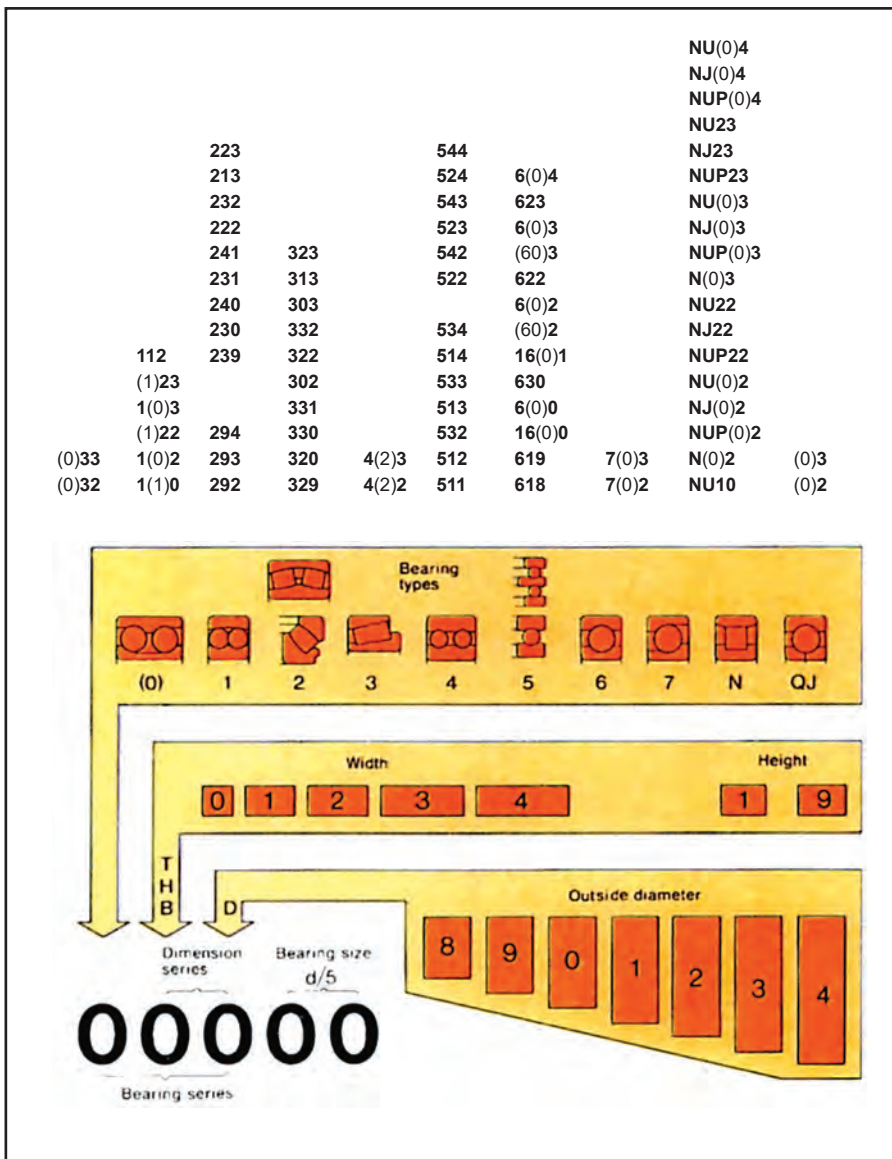 NU(0)4
NJ(0)4
NUP(0)4
NU23
223 544 NJ23
213 524 6(0)4 NUP23
232 543 623 NU(0)3
222 523 6(0)3 NJ(0)3
241 323 542 (60)3 NUP(0)3
231 313 522 622 N(0)3
240 303 6(0)2 NU22
230 332 534 (60)2 NJ22
112 239 322 514 16(0)1 NUP22
(1)23 302 533 630 NU(0)2
1(0)3 331 513 6(0)0 NJ(0)2
(1)22 294 330 532 16(0)0 NUP(0)2
(0)33 1(0)2 293 320 4(2)3 512 619 7(0)3 N(0)2 (0)3
(0)32 1(1)0 292 329 4(2)2 511 618 7(0)2 NU10 (0)2
Bearing
types
(0) 1 2 3 4 5 6 7 N QJ
Width Height
0 1 2 3 4 1 9
T
H
B
D
Outside diameter
8 9 0 1 2 3 4
Dimension
series
Bearing size
d/5
00000
Bearing series